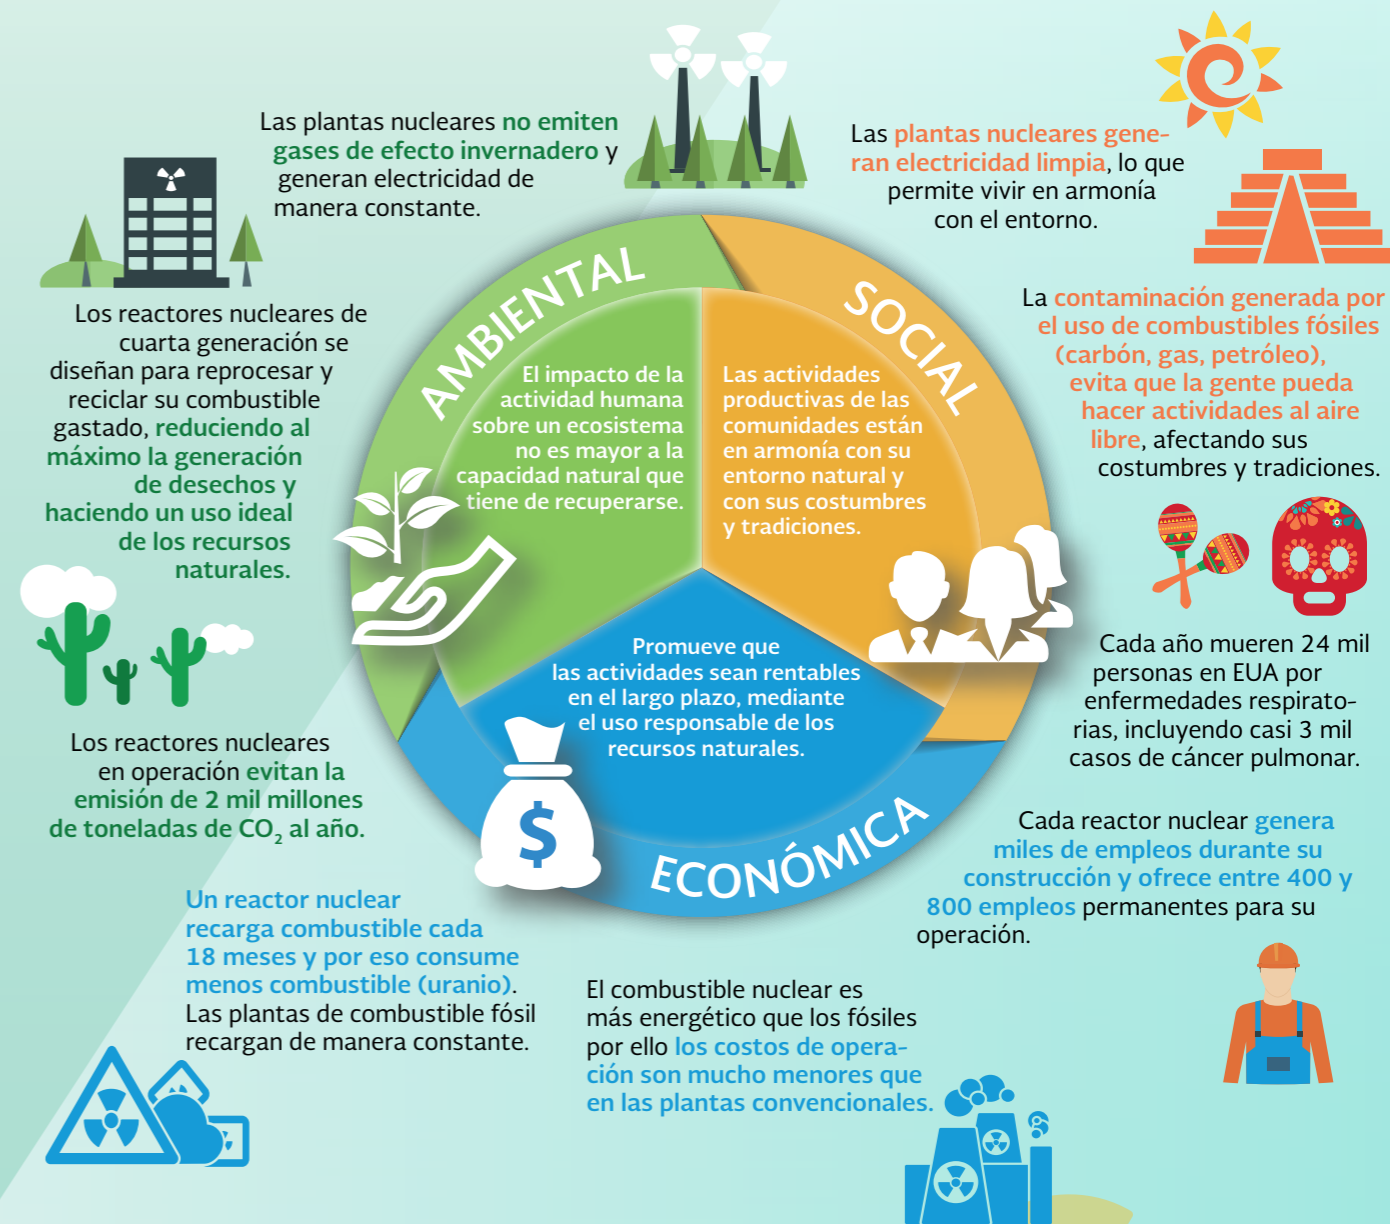 Las plantas nucleares no emiten
gases de efecto invernadero y
generan electricidad de
manera constante.
Las plantas nucleares gene-
ran electricidad limpia, lo que
permite vivir en armonía
con el entorno.
Los reactores nucleares de
cuarta generación se
diseñan para reprocesar y
reciclar su combustible
gastado, reduciendo al
máximo la generación
de desechos y
haciendo un uso ideal
de los recursos
naturales.
AMBIENTAL
El impacto de la
actividad humana
sobre un ecosistema
no es mayor a la
capacidad natural que
tiene de recuperarse.
SOCIAL
Las actividades
productivas de las
comunidades están
en armonía con su
entorno natural y
con sus costumbres
y tradiciones.
La contaminación generada por
el uso de combustibles fósiles
(carbón, gas, petróleo),
evita que la gente pueda
hacer actividades al aire
libre, afectando sus
costumbres y tradiciones.
Cada año mueren 24 mil
personas en EUA por
enfermedades respirato-
rias, incluyendo casi 3 mil
casos de cáncer pulmonar.
Promueve que
las actividades sean rentables
en el largo plazo, mediante
el uso responsable de los
recursos naturales.
$
ECONÓMICA
Los reactores nucleares
en operación evitan la
emisión de 2 mil millones
de toneladas de CO₂ al año.
Cada reactor nuclear genera
miles de empleos durante su
construcción y ofrece entre 400 y
800 empleos permanentes para su
operación.
Un reactor nuclear
recarga combustible cada
18 meses y por eso consume
menos combustible (uranio).
Las plantas de combustible fósil
recargan de manera constante.
El combustible nuclear es
más energético que los fósiles
por ello los costos de opera-
ción son mucho menores que
en las plantas convencionales.